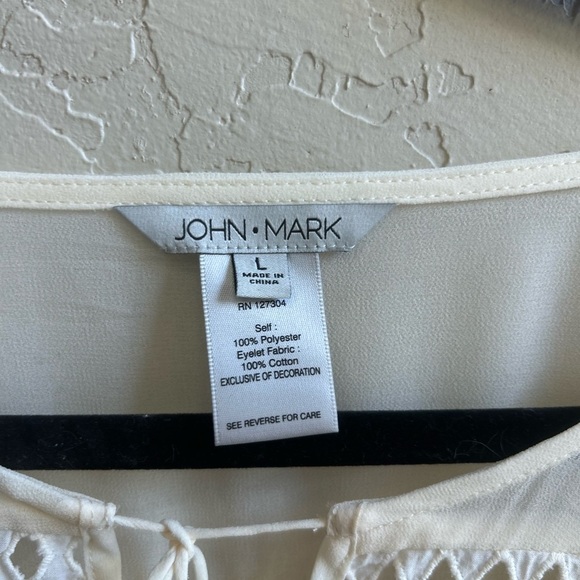 JOHN • MARK
L
MADE IN
CHINA
RN 127304
Self :
100% Polyester
Eyelet Fabric :
100% Cotton
EXCLUSIVE OF DECORATION
SEE REVERSE FOR CARE